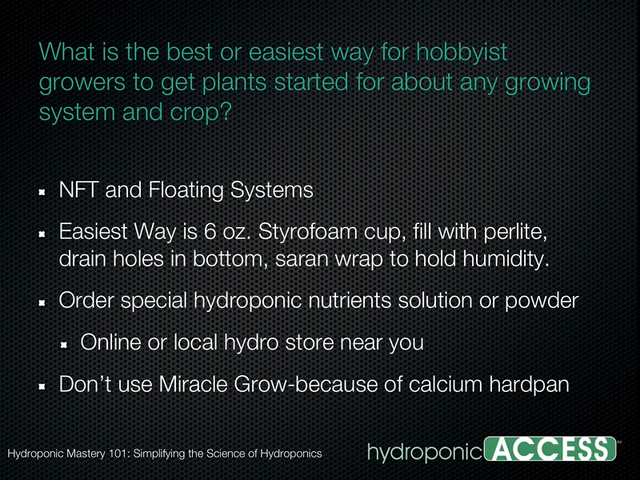 What is the best or easiest way for hobbyist
growers to get plants started for about any growing
system and crop?
NFT and Floating Systems
Easiest Way is 6 oz. Styrofoam cup, fill with perlite,
drain holes in bottom, saran wrap to hold humidity.
Order special hydroponic nutrients solution or powder
Online or local hydro store near you
Don’t use Miracle Grow-because of calcium hardpan
Hydroponic Mastery 101: Simplifying the Science of Hydroponics
hydroponic ACCESS™